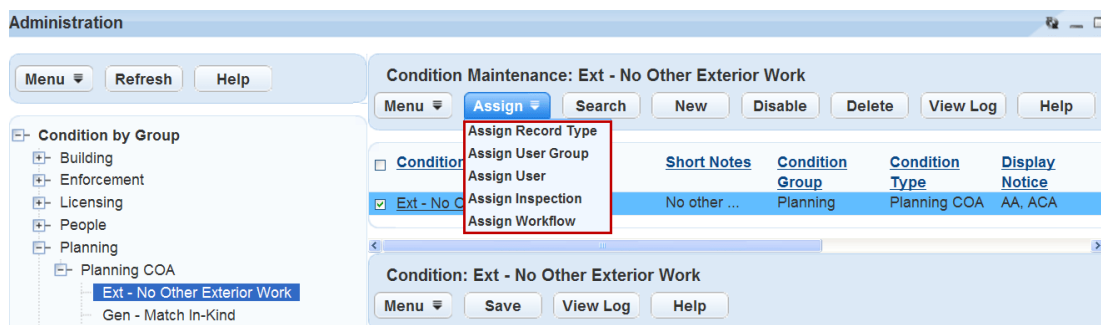 Administration
Menu Refresh Help
Condition by Group
Building
Enforcement
Licensing
People
Planning
Planning COA
Ext - No Other Exterior Work
Gen - Match In-Kind
Condition Maintenance: Ext - No Other Exterior Work
Menu Assign Search New Disable Delete View Log Help
Assign Record Type
Assign User Group
Assign User
Assign Inspection
Assign Workflow
Condition Short Notes Condition Group Condition Type Display Notice
Ext - No O No other ... Planning Planning COA AA, ACA
Condition: Ext - No Other Exterior Work
Menu Save View Log Help